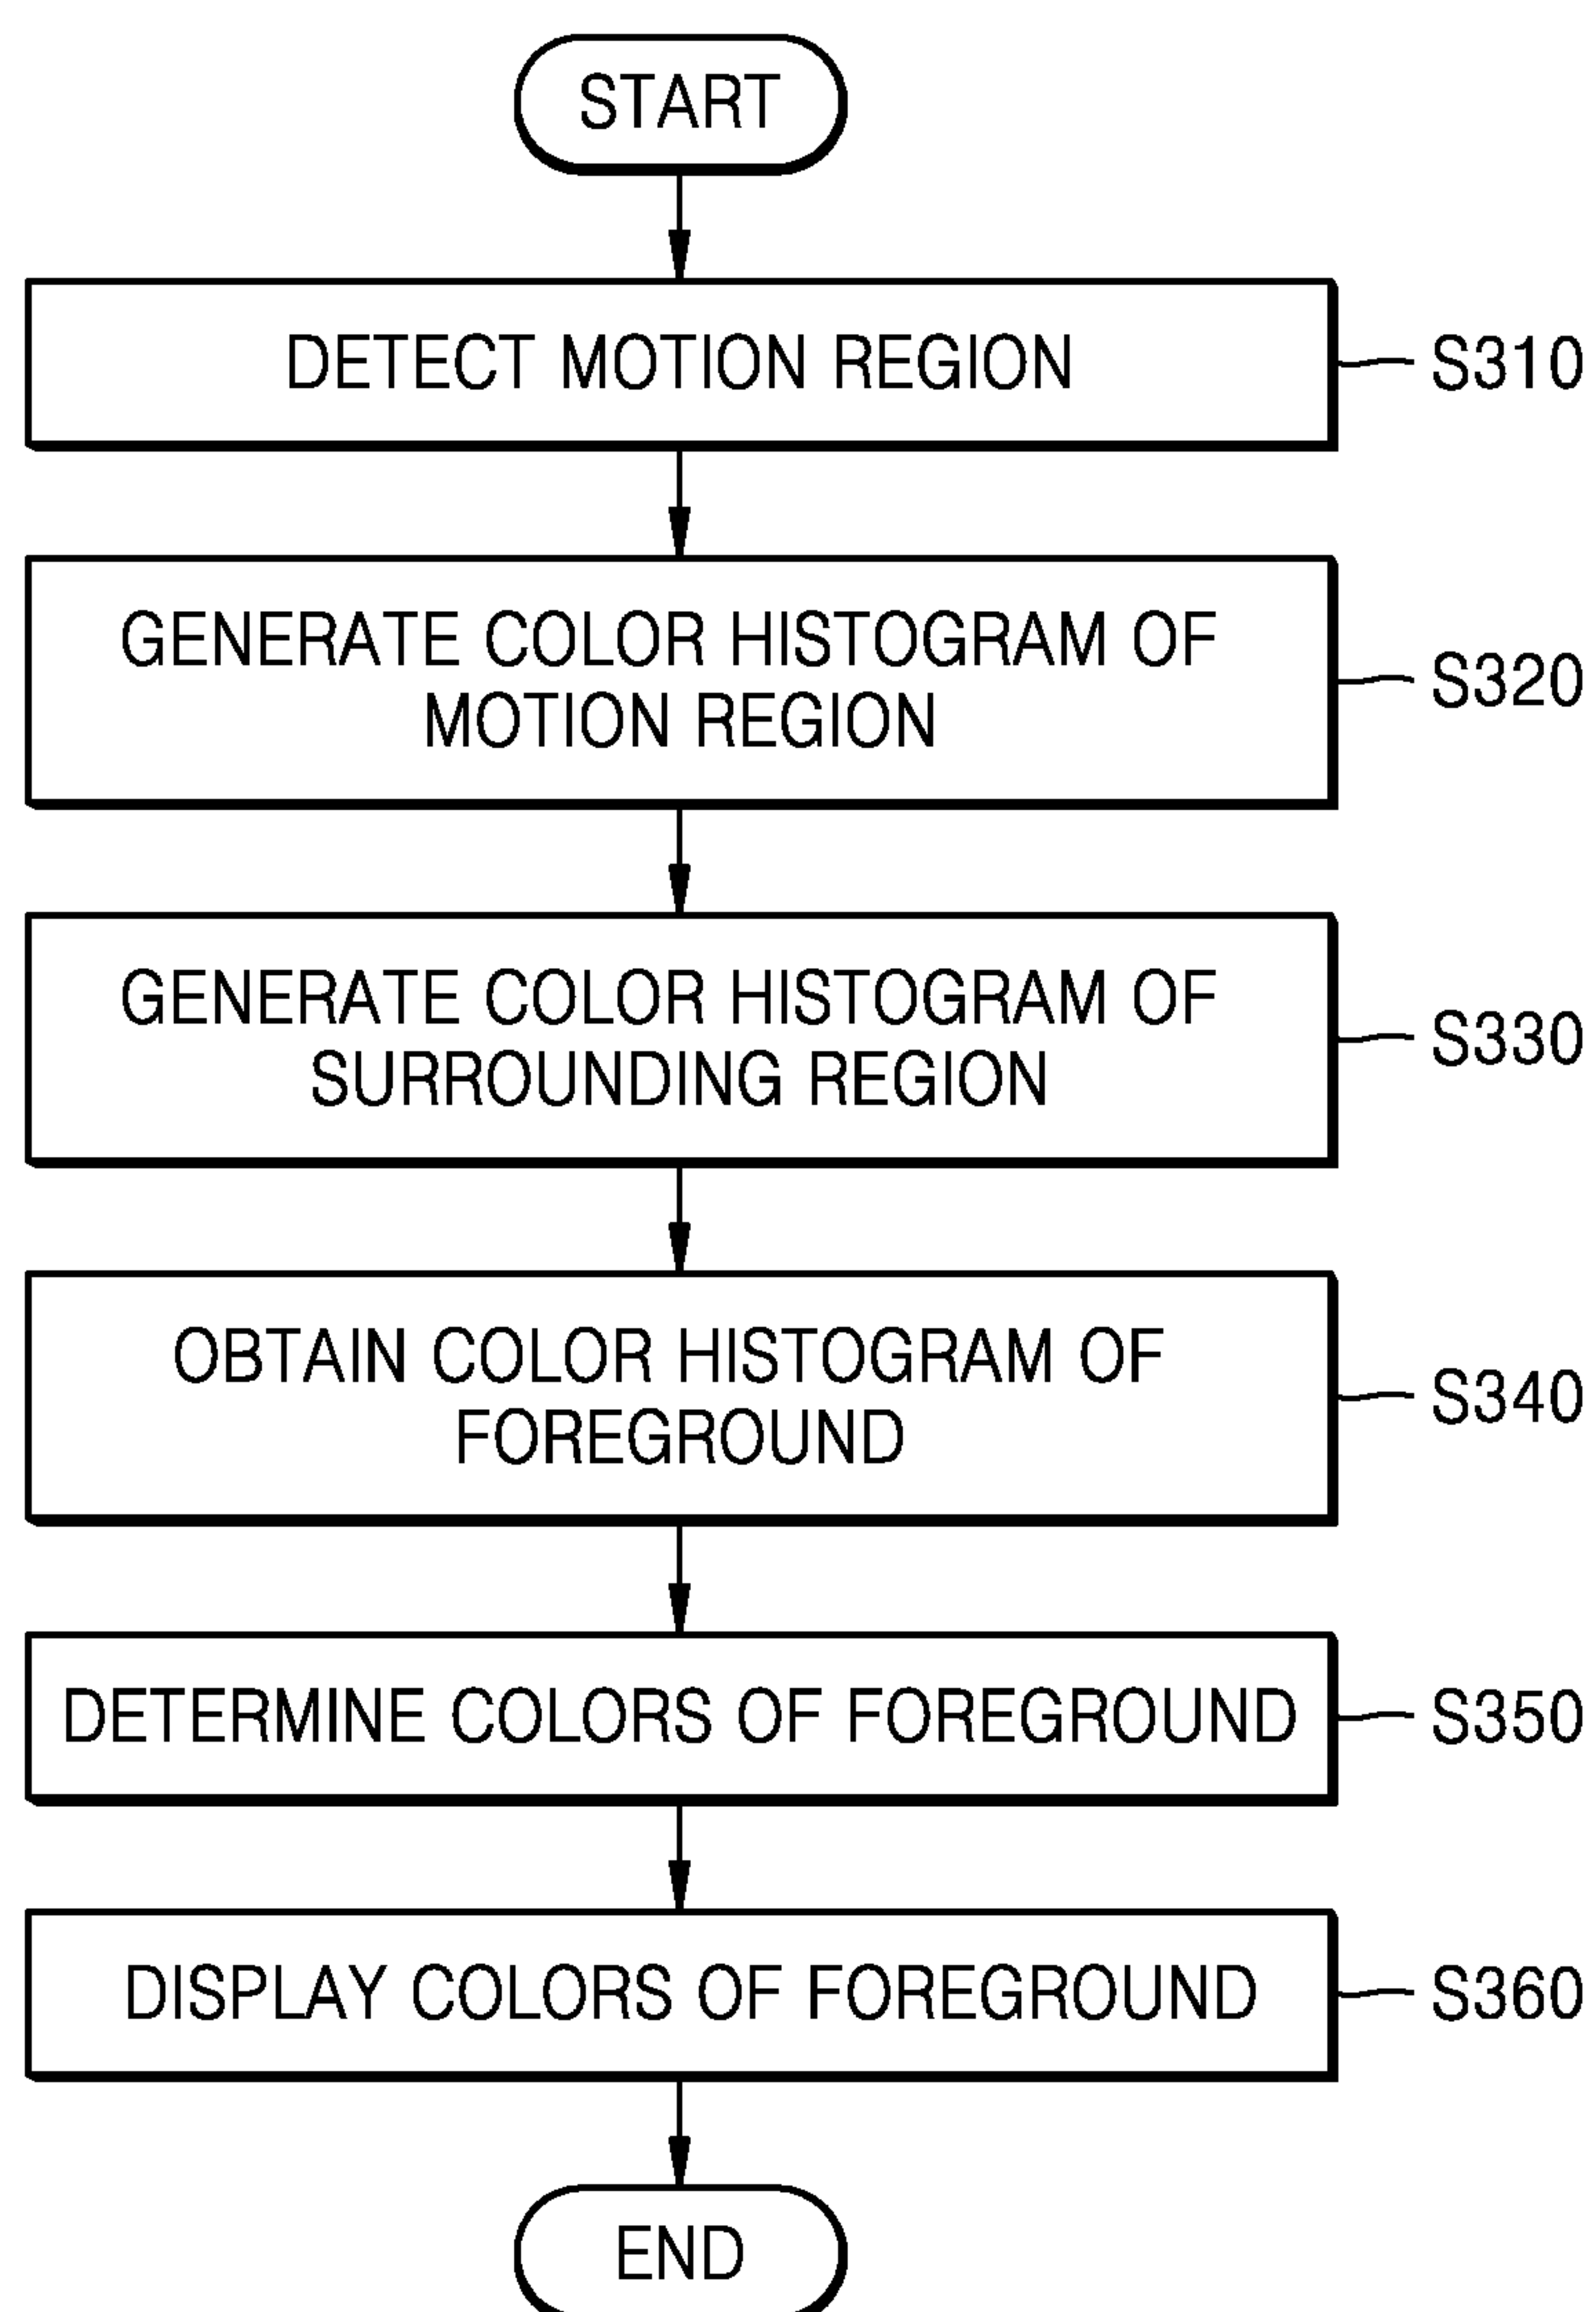 START
DETECT MOTION REGION
S310
GENERATE COLOR HISTOGRAM OF
MOTION REGION
S320
GENERATE COLOR HISTOGRAM OF
SURROUNDING REGION
S330
OBTAIN COLOR HISTOGRAM OF
FOREGROUND
S340
DETERMINE COLORS OF FOREGROUND
S350
DISPLAY COLORS OF FOREGROUND
S360
END